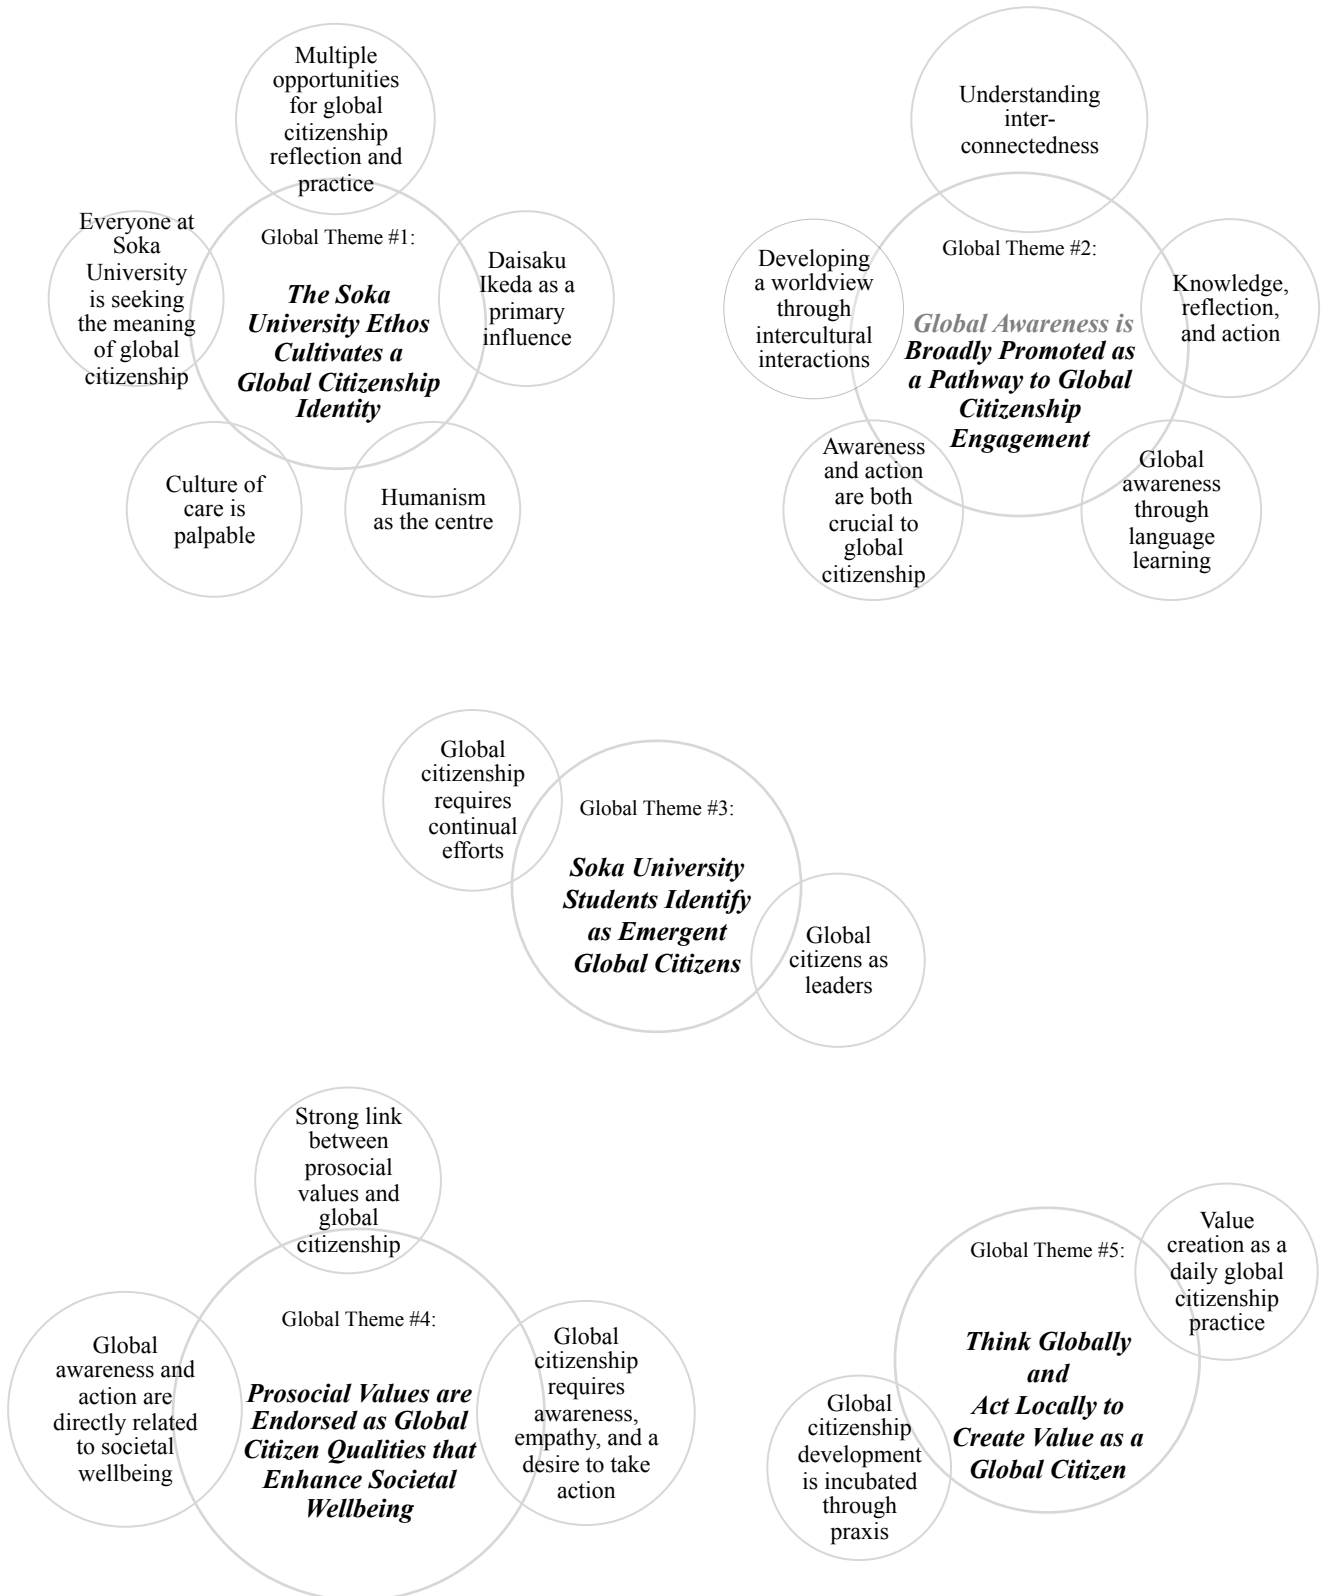 Multiple
opportunities
for global
citizenship
reflection and
practice
Everyone at
Soka
University
is seeking
the meaning
of global
citizenship
Global Theme #1:
The Soka
University Ethos
Cultivates a
Global Citizenship
Identity
Daisaku
Ikeda as a
primary
influence
Culture of
care is
palpable
Humanism
as the centre
Understanding
inter-
connectedness
Developing
a worldview
through
intercultural
interactions
Global Theme #2:
Global Awareness is
Broadly Promoted as
a Pathway to Global
Citizenship
Engagement
Knowledge,
reflection,
and action
Awareness
and action
are both
crucial to
global
citizenship
Global
awareness
through
language
learning
Global
citizenship
requires
continual
efforts
Global Theme #3:
Soka University
Students Identify
as Emergent
Global Citizens
Global
citizens as
leaders
Strong link
between
prosocial
values and
global
citizenship
Global
awareness and
action are
directly related
to societal
wellbeing
Global Theme #4:
Prosocial Values are
Endorsed as Global
Citizen Qualities that
Enhance Societal
Wellbeing
Global
citizenship
requires
awareness,
empathy, and a
desire to take
action
Value
creation as a
daily global
citizenship
practice
Global Theme #5:
Think Globally
and
Act Locally to
Create Value as a
Global Citizen
Global
citizenship
development
is incubated
through
praxis